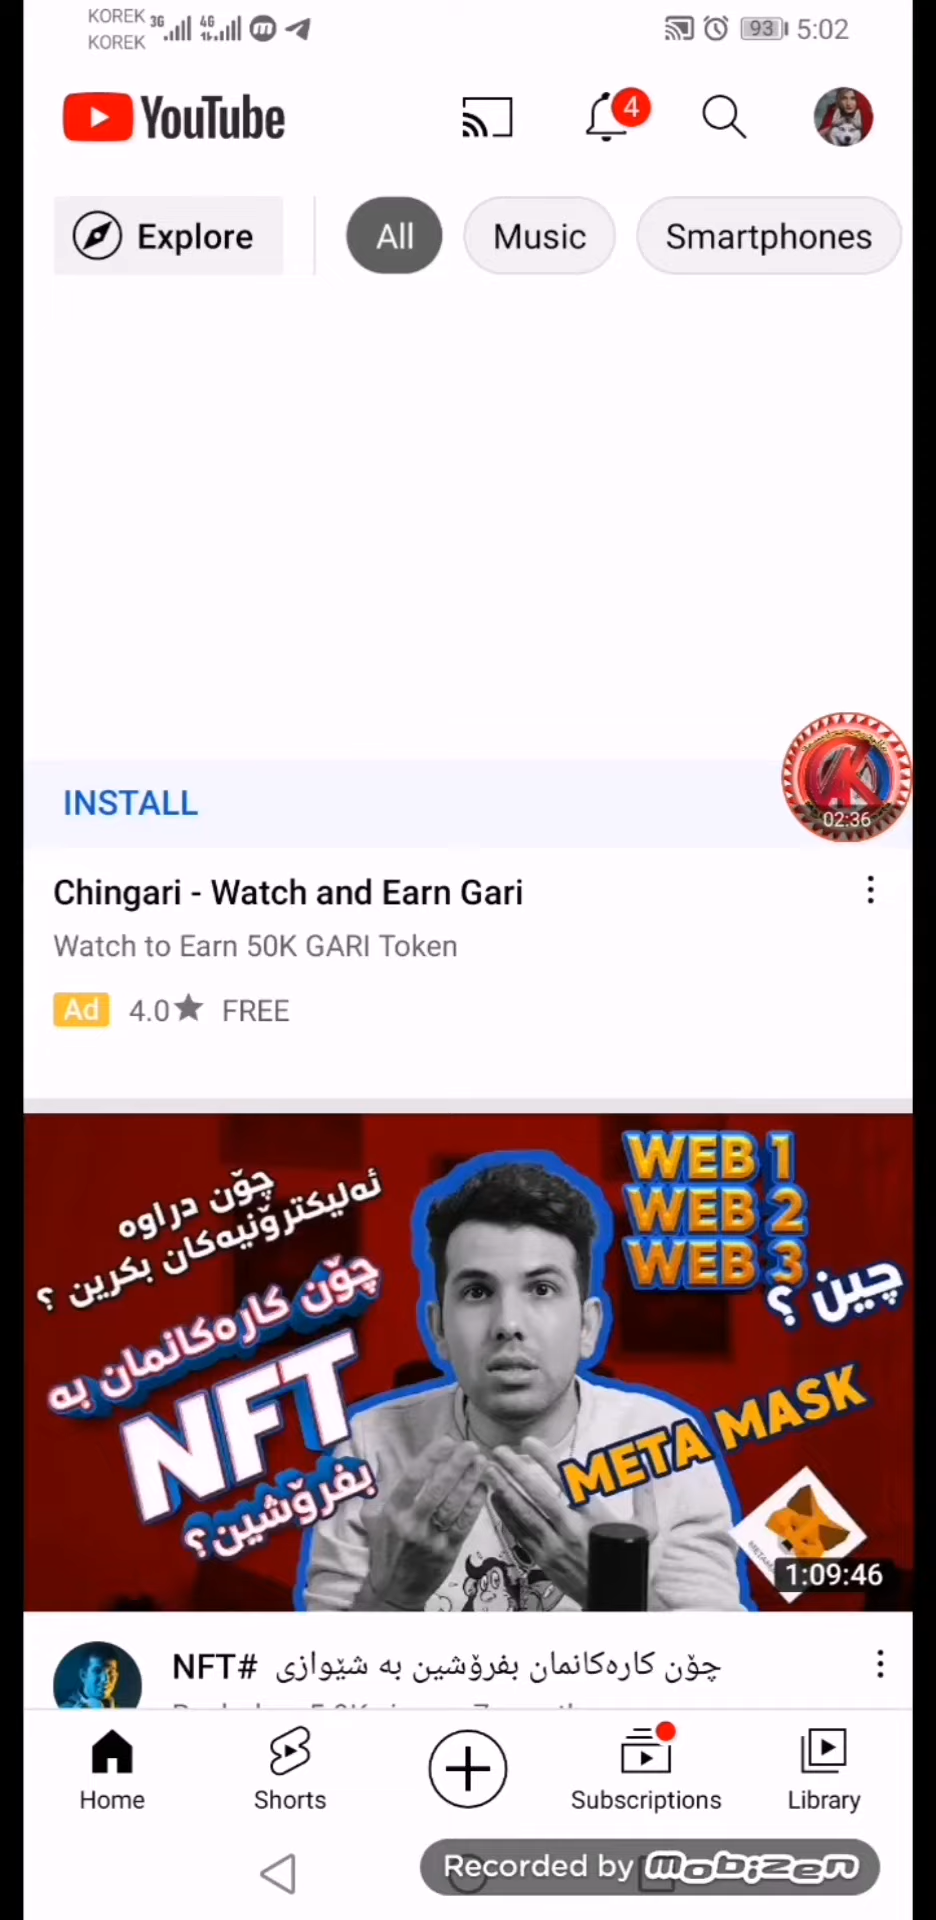 KOREK 3G 4G
KOREK
93 5:02
YouTube
4
Explore
All
Music
Smartphones
INSTALL
02:36
Chingari - Watch and Earn Gari
Watch to Earn 50K GARI Token
Ad 4.0★ FREE
چۆن دراوە
ئەلیکترۆنیەکان بکرین ؟
چۆن کارەکانمان بە
NFT
بفرۆشین؟
WEB 1
WEB 2
WEB 3
چین ؟
META MASK
1:09:46
چۆن کارەکانمان بفرۆشین بە شێوازی #NFT
Home
Shorts
Subscriptions
Library
Recorded by mobizen